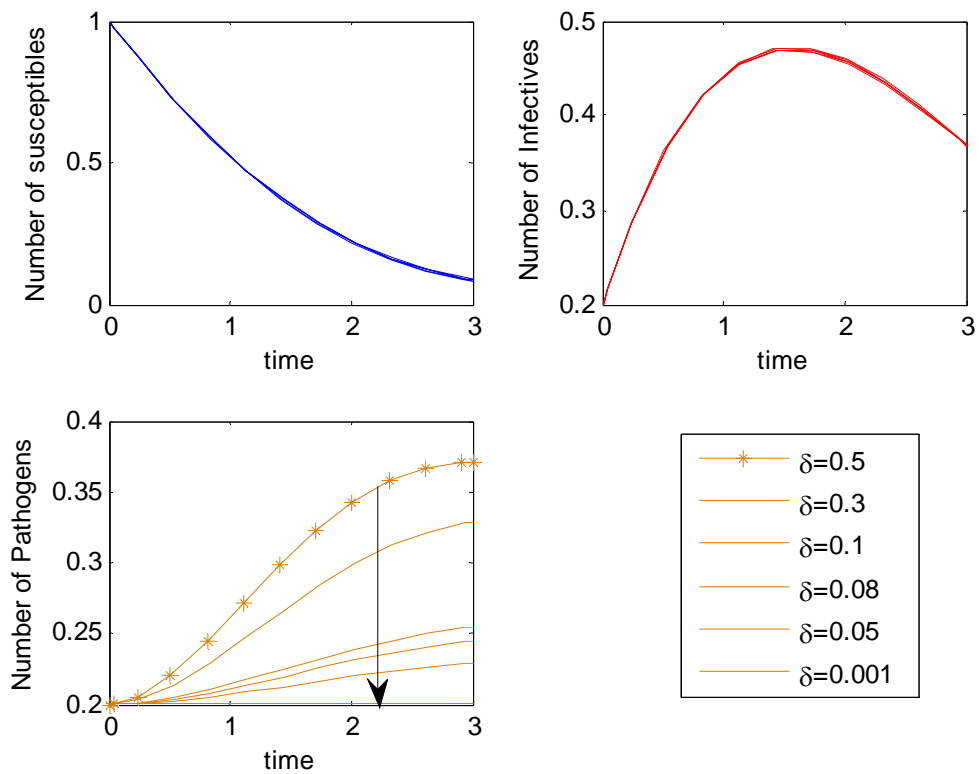 Number of susceptibles
1
0.5
0
0 1 2 3
time
Number of Infectives
0.5
0.4
0.3
0.2
0 1 2 3
time
Number of Pathogens
0.4
0.35
0.3
0.25
0.2
0 1 2 3
time
δ=0.5
δ=0.3
δ=0.1
δ=0.08
δ=0.05
δ=0.001